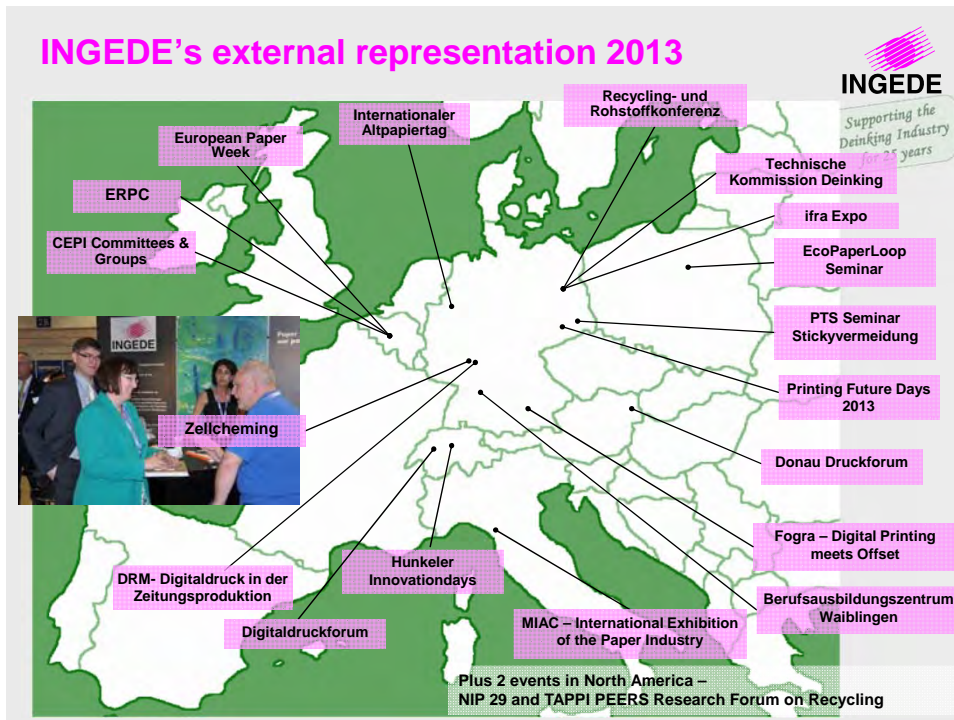 INGEDE's external representation 2013
INGEDE
Supporting the
Deinking Industry
for 25 years
Recycling- und
Rohstoffkonferenz
Internationaler
Altpapiertag
European Paper
Week
Technische
Kommission Deinking
ERPC
ifra Expo
CEPI Committees &
Groups
EcoPaperLoop
Seminar
PTS Seminar
Stickyvermeidung
INGEDE
Paper
Printing Future Days
2013
Zellcheming
Donau Druckforum
Fogra – Digital Printing
meets Offset
Hunkeler
Innovationdays
DRM- Digitaldruck in der
Zeitungsproduktion
Berufsausbildungszentrum
Waiblingen
Digitaldruckforum
MIAC – International Exhibition
of the Paper Industry
Plus 2 events in North America –
NIP 29 and TAPPI PEERS Research Forum on Recycling